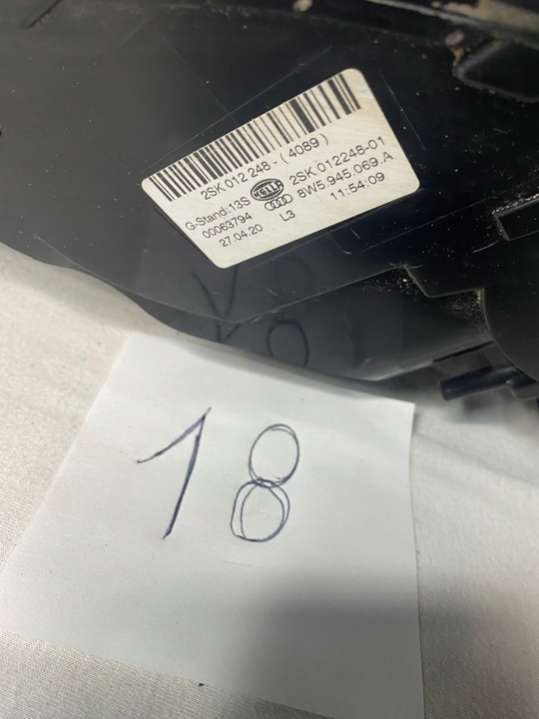 2SK.012.248-(4089)
G-Stand:13S HELLA 2SK.012248-01
00063794 8W5.945.069.A
27.04.20 L3 11:54:09
18